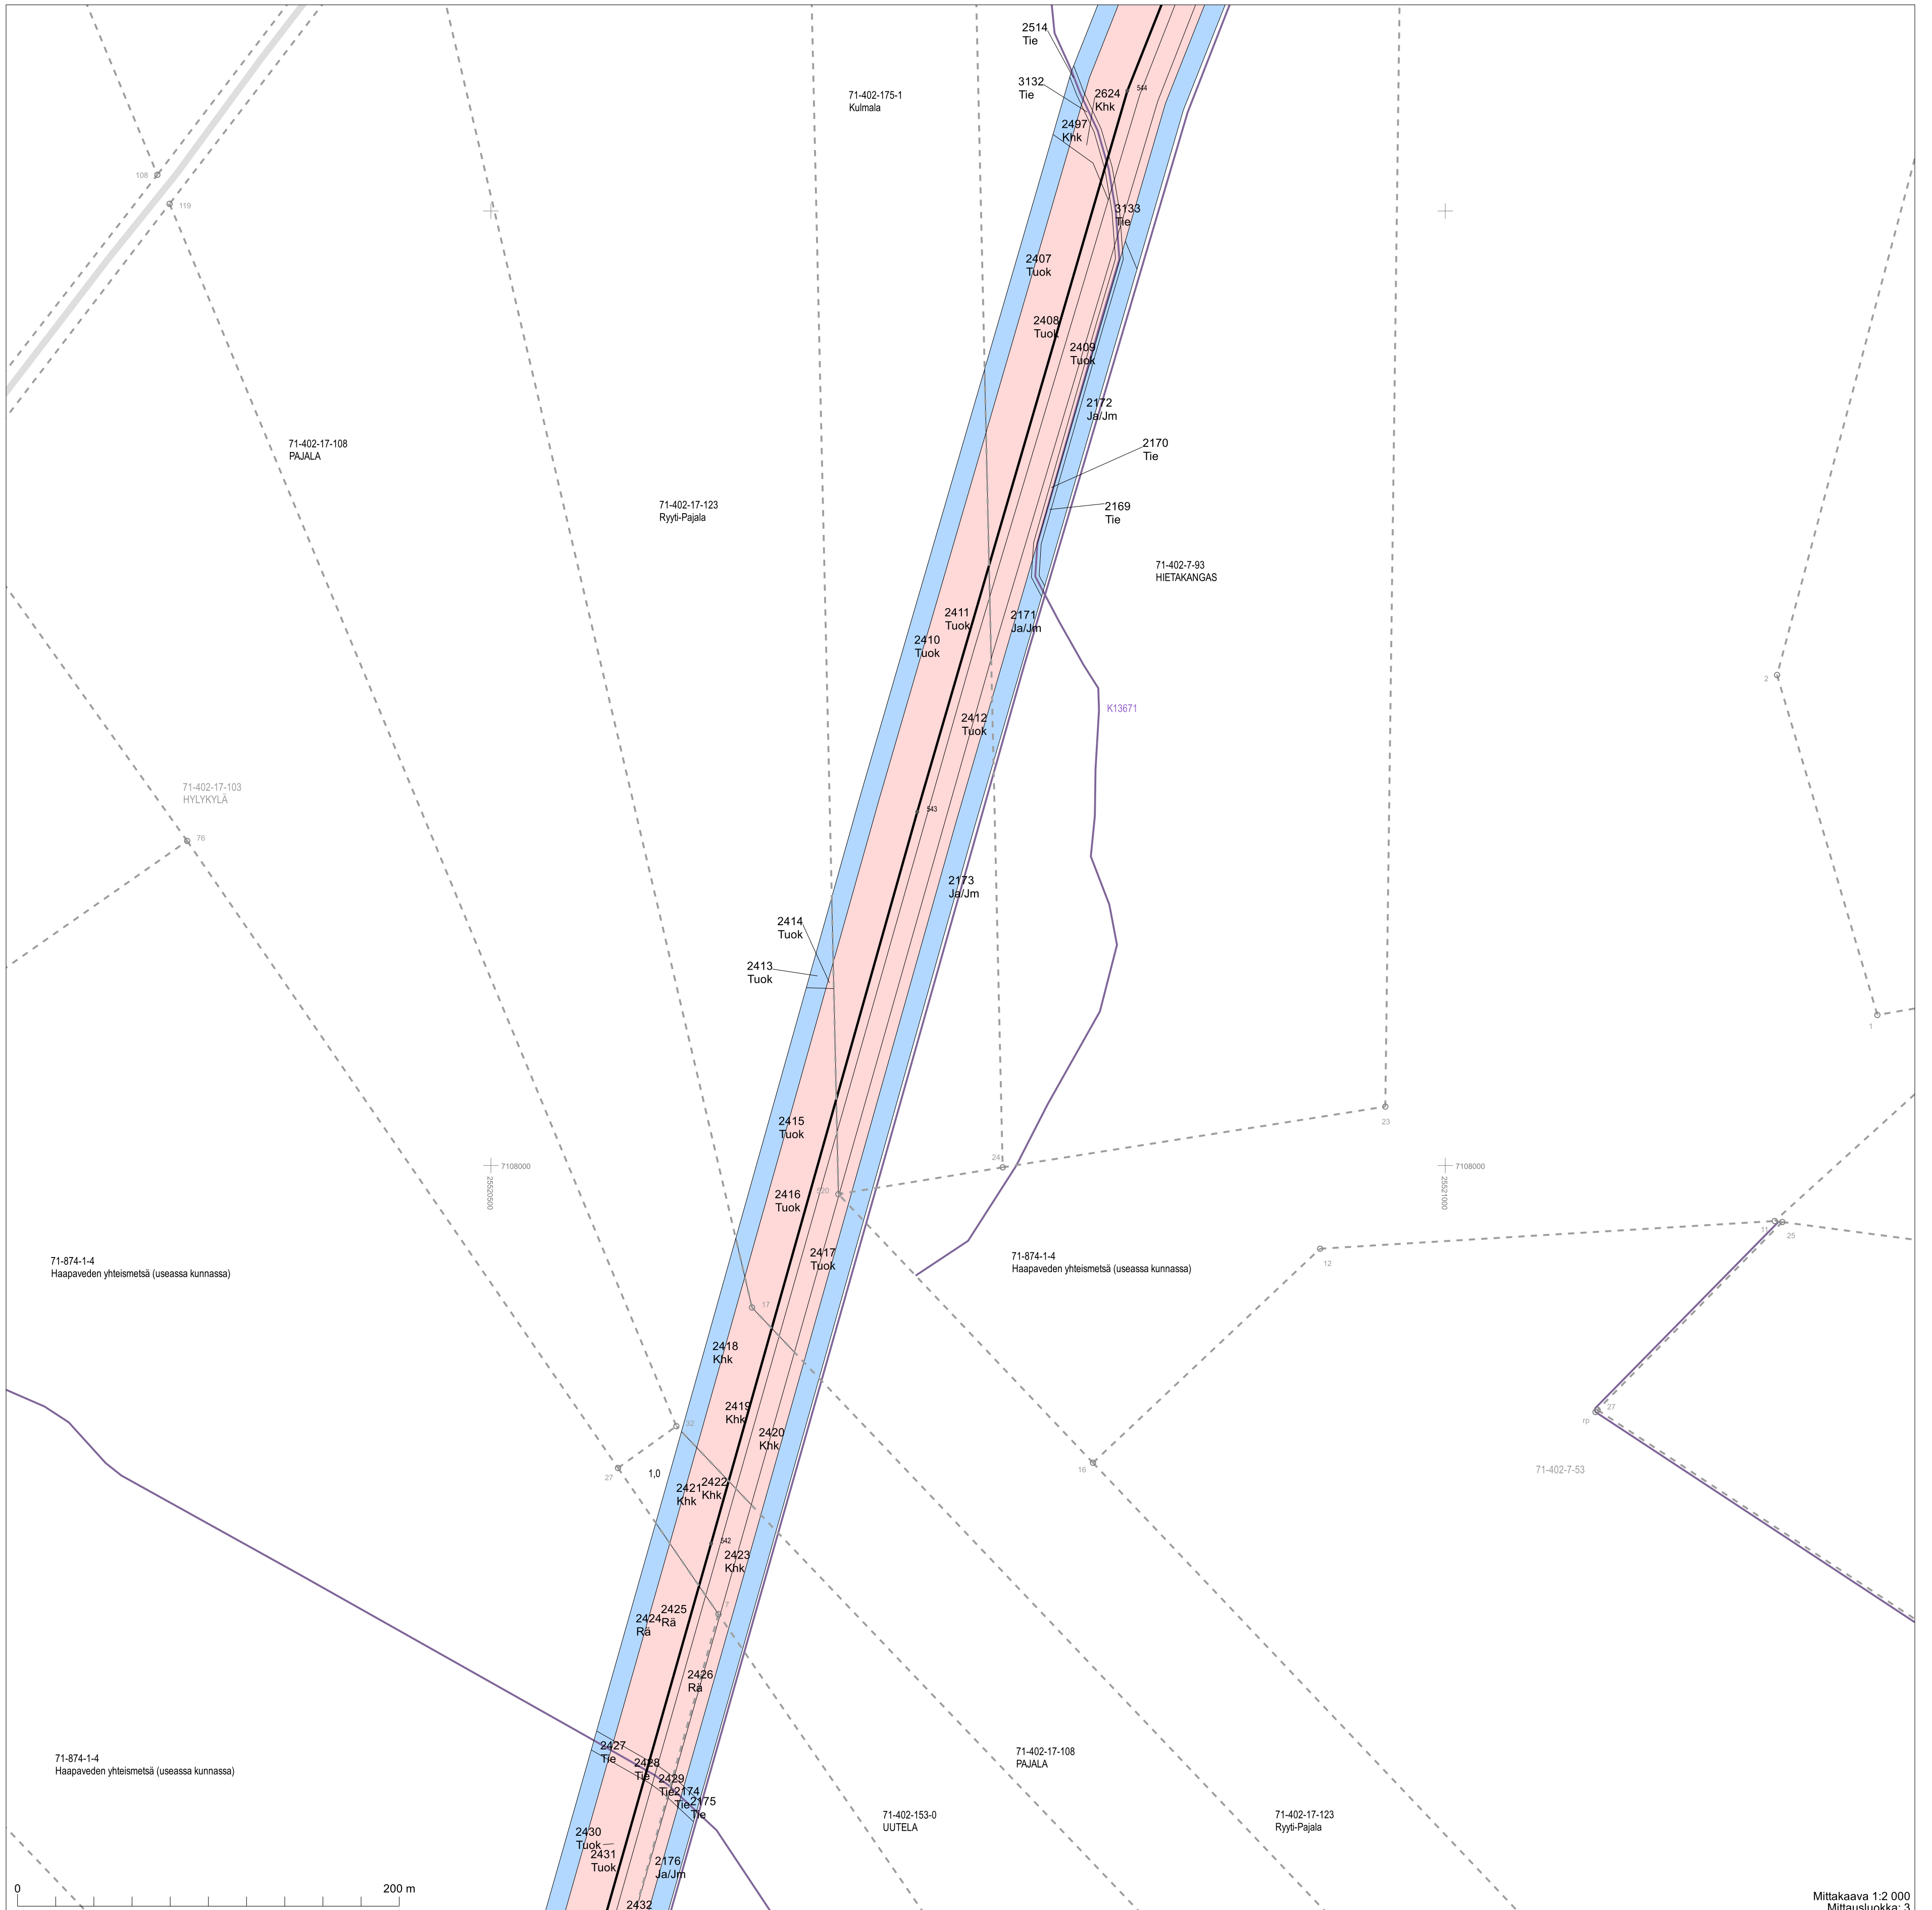 2514
Tie
3132
Tie
2624
Khk
544
71-402-175-1
Kulmala
2497
Khk
108
119
3133
Tie
2407
Tuok
2408
Tuok
2409
Tuok
2172
Ja/Jm
71-402-17-108
PAJALA
2170
Tie
71-402-17-123
Ryyti-Pajala
2169
Tie
71-402-7-93
HIETAKANGAS
2411
Tuok
2171
Ja/Jm
2410
Tuok
2
K13671
2412
Tuok
71-402-17-103
HYLYKYLÄ
543
76
2173
Ja/Jm
2414
Tuok
2413
Tuok
1
2415
Tuok
23
24
7108000
25520500
7108000
25521000
2416
Tuok
520
11
25
2417
Tuok
71-874-1-4
Haapaveden yhteismetsä (useassa kunnassa)
71-874-1-4
Haapaveden yhteismetsä (useassa kunnassa)
12
17
2418
Khk
2419
Khk
27
rp
32
2420
Khk
1,0
27
2421
Khk
2422
Khk
16
71-402-7-53
542
2423
Khk
7
2424
Rä
2425
Rä
2426
Rä
2427
Tie
2428
Tie
2429
Tie
2174
Tie
2175
Tie
71-874-1-4
Haapaveden yhteismetsä (useassa kunnassa)
71-402-17-108
PAJALA
71-402-153-0
UUTELA
71-402-17-123
Ryyti-Pajala
2430
Tuok
2431
Tuok
2176
Ja/Jm
2432
0
200 m
Mittakaava 1:2 000
Mittausluokka: 3